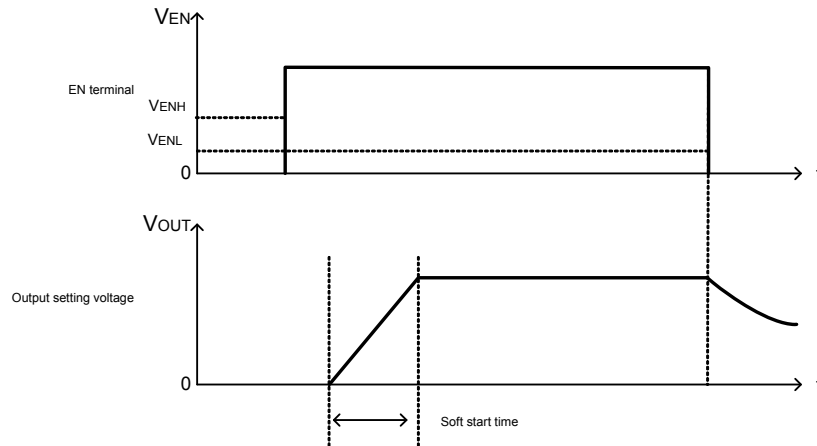 VEN
EN terminal
VENH
VENL
0
t
VOUT
Output setting voltage
0
t
Soft start time